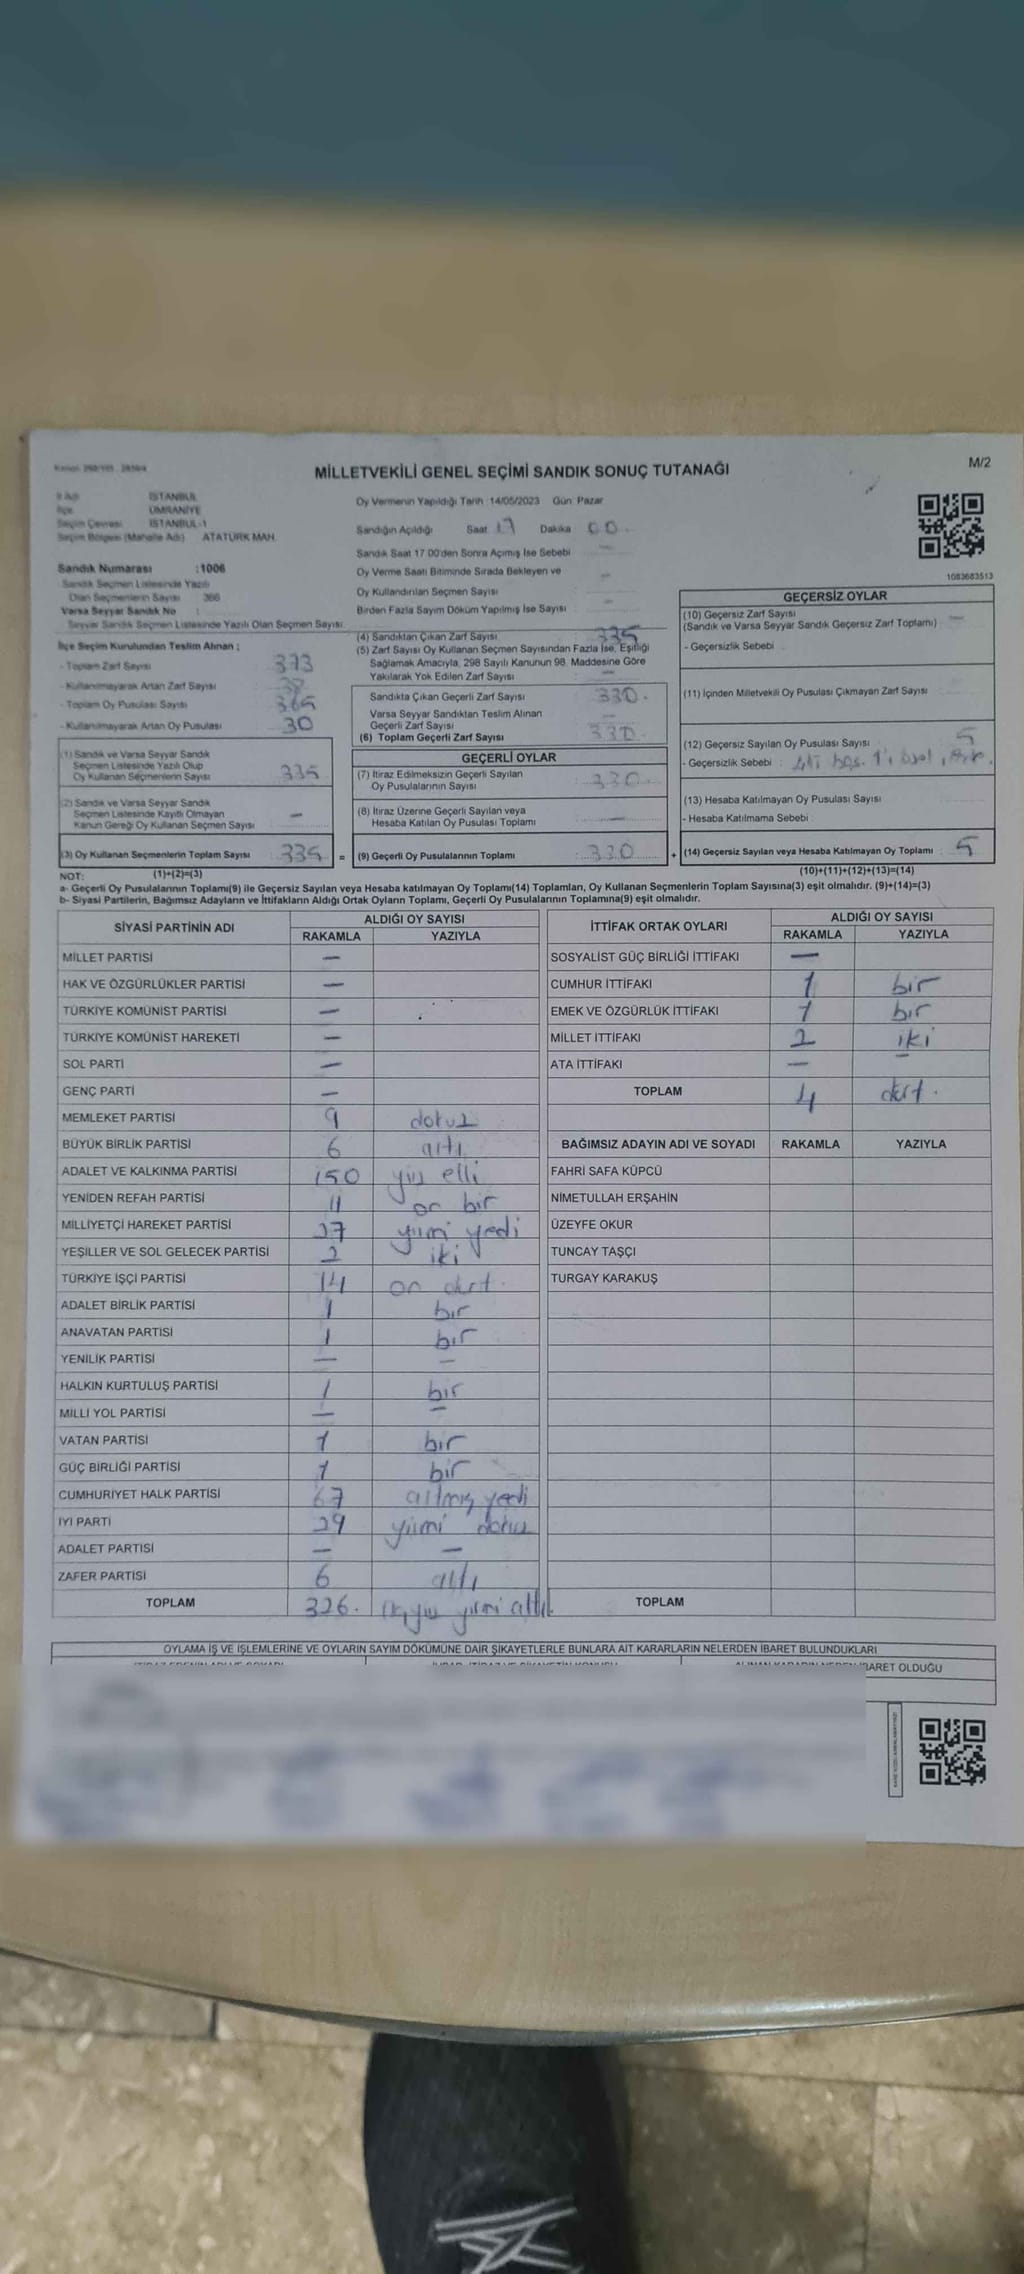 MİLLETVEKİLİ GENEL SEÇİMİ SANDIK SONUÇ TUTANAĞI
M/2
İSTANBUL
ÜMRANİYE
Seçim Çevresi İSTANBUL-1
Seçim Bölgesi (Mahalle Adı) ATATÜRK MAH.
Sandık Numarası :1006
Sandık Seçmen Listesinde Yazılı
Olan Seçmenlerin Sayısı 366
Varsa Seyyar Sandık No :
Seyyar Sandık Seçmen Listesinde Yazılı Olan Seçmen Sayısı
İlçe Seçim Kurulundan Teslim Alınan ;
- Toplam Zarf Sayısı 373
- Kullanılmayarak Artan Zarf Sayısı 38
- Toplam Oy Pusulası Sayısı 365
- Kullanılmayarak Artan Oy Pusulası 30
(1) Sandık ve Varsa Seyyar Sandık
Seçmen Listesinde Yazılı Olup
Oy Kullanan Seçmenlerin Sayısı 335
(2) Sandık ve Varsa Seyyar Sandık
Seçmen Listesinde Kayıtlı Olmayan
Kanun Gereği Oy Kullanan Seçmen Sayısı —
(3) Oy Kullanan Seçmenlerin Toplam Sayısı 335 =
Oy Vermenin Yapıldığı Tarih :14/05/2023 Gün: Pazar
Sandığın Açıldığı Saat 17 Dakika 00
Sandık Saat 17.00'den Sonra Açımış İse Sebebi —
Oy Verme Saati Bitiminde Sırada Bekleyen ve
Oy Kullandırılan Seçmen Sayısı —
Birden Fazla Sayım Döküm Yapılmış İse Sayısı —
(4) Sandıktan Çıkan Zarf Sayısı 335
(5) Zarf Sayısı Oy Kullanan Seçmen Sayısından Fazla İse, Eşitliği
Sağlamak Amacıyla, 298 Sayılı Kanunun 98. Maddesine Göre
Yakılarak Yok Edilen Zarf Sayısı —
Sandıkta Çıkan Geçerli Zarf Sayısı 330.
Varsa Seyyar Sandıktan Teslim Alınan
Geçerli Zarf Sayısı —
(6) Toplam Geçerli Zarf Sayısı 330
GEÇERLİ OYLAR
(7) İtiraz Edilmeksizin Geçerli Sayılan
Oy Pusulalarının Sayısı 330
(8) İtiraz Üzerine Geçerli Sayılan veya
Hesaba Katılan Oy Pusulası Toplamı —
(9) Geçerli Oy Pusulalarının Toplamı 330 +
1083683513
GEÇERSİZ OYLAR
(10) Geçersiz Zarf Sayısı —
(Sandık ve Varsa Seyyar Sandık Geçersiz Zarf Toplamı)
- Geçersizlik Sebebi
(11) İçinden Milletvekili Oy Pusulası Çıkmayan Zarf Sayısı —
(12) Geçersiz Sayılan Oy Pusulası Sayısı 5
- Geçersizlik Sebebi :
(13) Hesaba Katılmayan Oy Pusulası Sayısı
- Hesaba Katılmama Sebebi
(14) Geçersiz Sayılan veya Hesaba Katılmayan Oy Toplamı 5
NOT: (1)+(2)=(3) (10)+(11)+(12)+(13)=(14)
a- Geçerli Oy Pusulalarının Toplamı(9) ile Geçersiz Sayılan veya Hesaba katılmayan Oy Toplamı(14) Toplamları, Oy Kullanan Seçmenlerin Toplam Sayısına(3) eşit olmalıdır. (9)+(14)=(3)
b- Siyasi Partilerin, Bağımsız Adayların ve İttifakların Aldığı Ortak Oyların Toplamı, Geçerli Oy Pusulalarının Toplamına(9) eşit olmalıdır.
SİYASİ PARTİNİN ADI ALDIĞI OY SAYISI
RAKAMLA YAZIYLA
MİLLET PARTİSİ —
HAK VE ÖZGÜRLÜKLER PARTİSİ —
TÜRKİYE KOMÜNİST PARTİSİ —
TÜRKİYE KOMÜNİST HAREKETİ —
SOL PARTİ —
GENÇ PARTİ —
MEMLEKET PARTİSİ 9 dokuz
BÜYÜK BİRLİK PARTİSİ 6 altı
ADALET VE KALKINMA PARTİSİ 150 yüz elli
YENİDEN REFAH PARTİSİ 11 on bir
MİLLİYETÇİ HAREKET PARTİSİ 27 yirmi yedi
YEŞİLLER VE SOL GELECEK PARTİSİ 2 iki
TÜRKİYE İŞÇİ PARTİSİ 14 on dört.
ADALET BİRLİK PARTİSİ 1 bir
ANAVATAN PARTİSİ 1 bir
YENİLİK PARTİSİ — —
HALKIN KURTULUŞ PARTİSİ 1 bir
MİLLİ YOL PARTİSİ — —
VATAN PARTİSİ 1 bir
GÜÇ BİRLİĞİ PARTİSİ 1 bir
CUMHURİYET HALK PARTİSİ 67 altmış yedi
İYİ PARTİ 29 yirmi dokuz
ADALET PARTİSİ — —
ZAFER PARTİSİ 6 altı
TOPLAM 326. üçyüz yirmi altı.
İTTİFAK ORTAK OYLARI ALDIĞI OY SAYISI
RAKAMLA YAZIYLA
SOSYALİST GÜÇ BİRLİĞİ İTTİFAKI —
CUMHUR İTTİFAKI 1 bir
EMEK VE ÖZGÜRLÜK İTTİFAKI 1 bir
MİLLET İTTİFAKI 2 iki
ATA İTTİFAKI — —
TOPLAM 4 dört.
BAĞIMSIZ ADAYIN ADI VE SOYADI RAKAMLA YAZIYLA
FAHRİ SAFA KÜPCÜ
NİMETULLAH ERŞAHİN
ÜZEYFE OKUR
TUNCAY TAŞÇI
TURGAY KARAKUŞ
TOPLAM
OYLAMA İŞ VE İŞLEMLERİNE VE OYLARIN SAYIM DÖKÜMÜNE DAİR ŞİKAYETLERLE BUNLARA AİT KARARLARIN NELERDEN İBARET BULUNDUKLARI
İBARET OLDUĞU